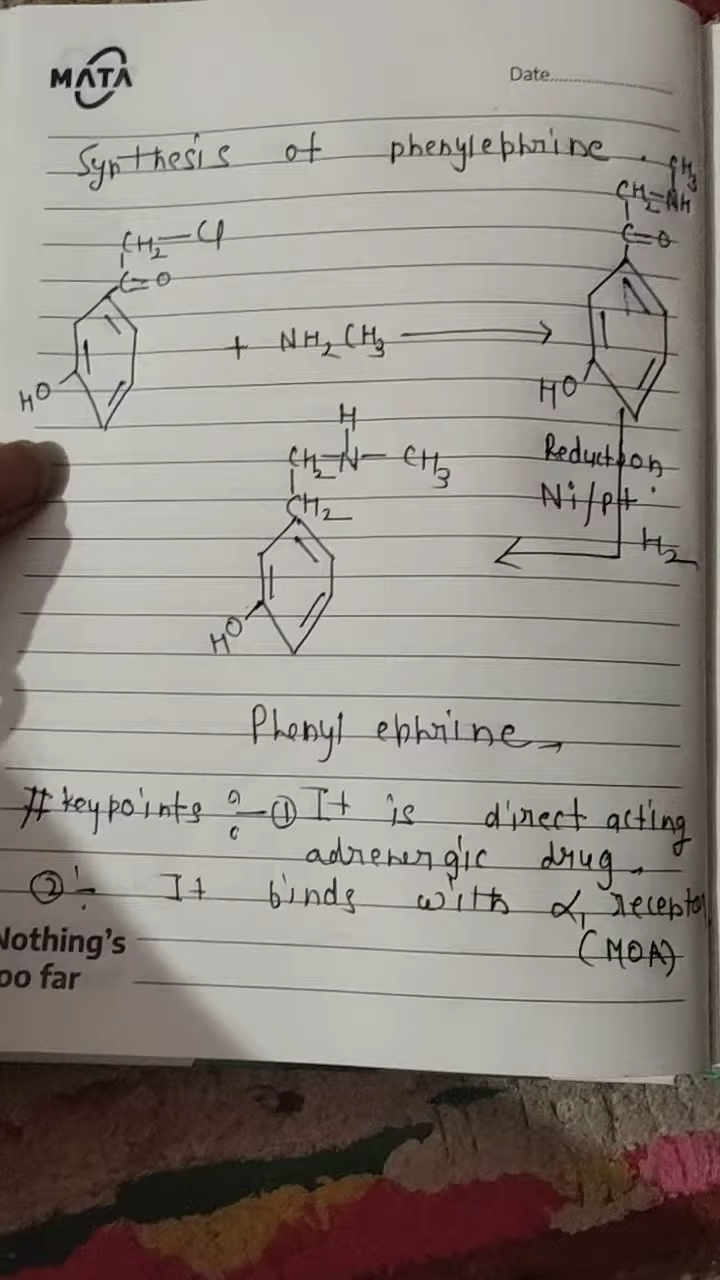 MATA
Date
Synthesis of phenylephrine.
CH3
CH2-NH
C=O
HO
CH2-Cl
C=O
HO
+ NH2CH3
H
CH2-N-CH3
CH2
HO
Reduction
Ni/pt.
H2
Phenyl ephrine
#keypoints :- ① It is direct acting
adrenergic drug.
② :- It binds with α1 receptor
(MOA)
Nothing's
oo far